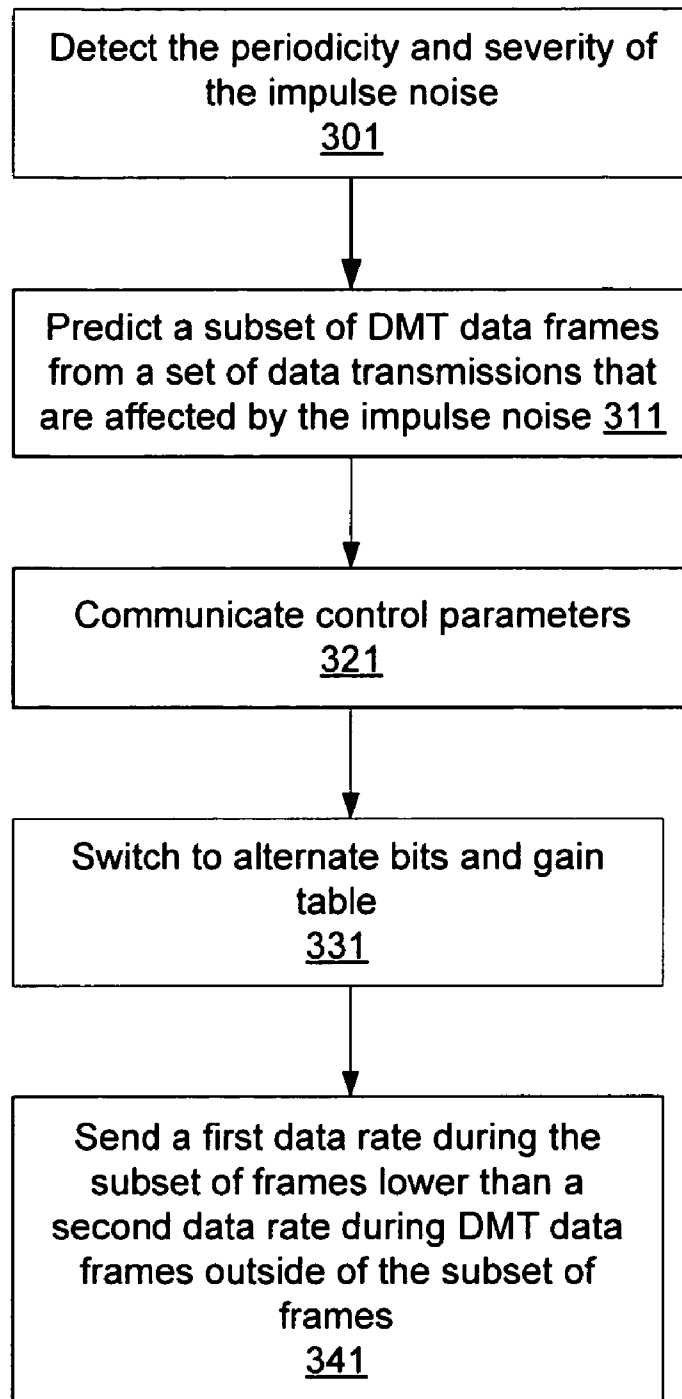 Detect the periodicity and severity of
the impulse noise
301
Predict a subset of DMT data frames
from a set of data transmissions that
are affected by the impulse noise 311
Communicate control parameters
321
Switch to alternate bits and gain
table
331
Send a first data rate during the
subset of frames lower than a
second data rate during DMT data
frames outside of the subset of
frames
341